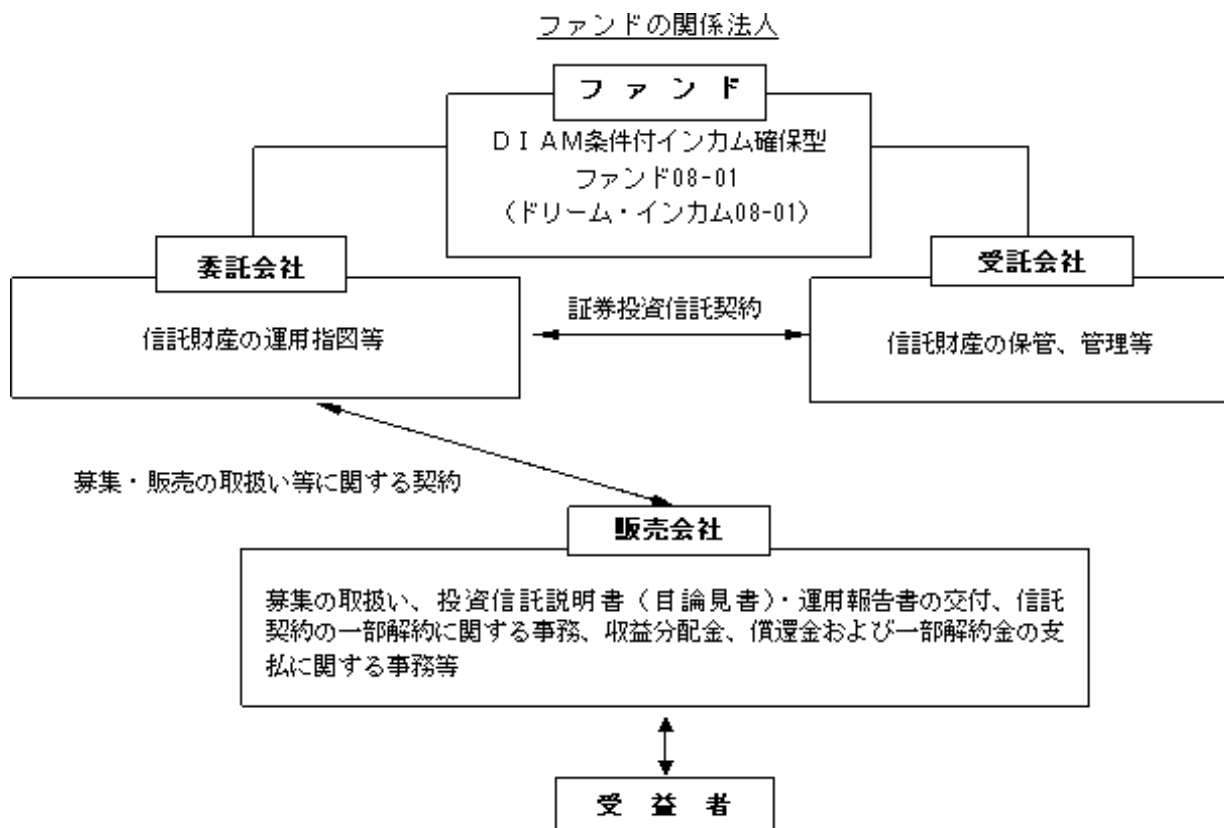 ファンドの関係法人
ファンド
DIAM条件付インカム確保型
ファンド08-01
（ドリーム・インカム08-01）
委託会社
信託財産の運用指図等
証券投資信託契約
受託会社
信託財産の保管、管理等
募集・販売の取扱い等に関する契約
販売会社
募集の取扱い、投資信託説明書（目論見書）・運用報告書の交付、信託
契約の一部解約に関する事務、収益分配金、償還金および一部解約金の支
払に関する事務等
受益者